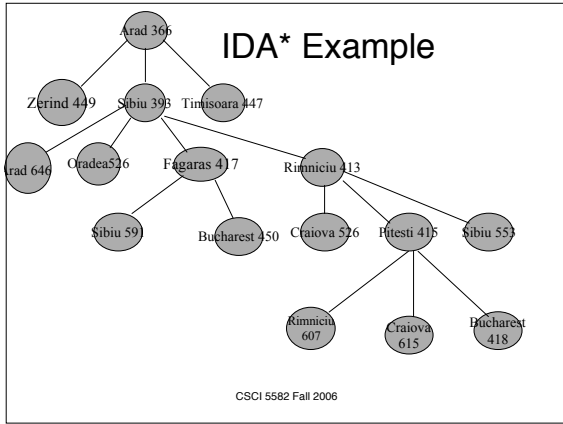 Arad 366
IDA* Example
Zerind 449
Sibiu 393
Timisoara 447
Arad 646
Oradea526
Fagaras 417
Rimniciu 413
Sibiu 591
Bucharest 450
Craiova 526
Pitesti 415
Sibiu 553
Rimniciu
607
Craiova
615
Bucharest
418
CSCI 5582 Fall 2006